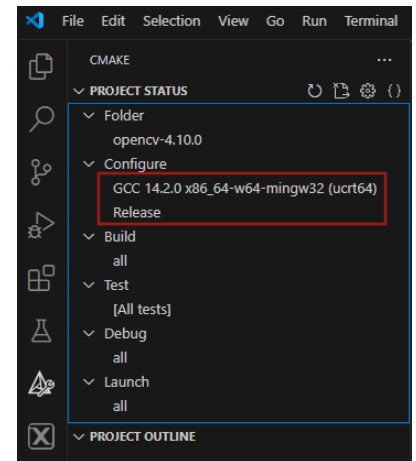 File Edit Selection View Go Run Terminal
CMAKE
PROJECT STATUS
Folder
opencv-4.10.0
Configure
GCC 14.2.0 x86_64-w64-mingw32 (ucrt64)
Release
Build
all
Test
[All tests]
Debug
all
Launch
all
PROJECT OUTLINE